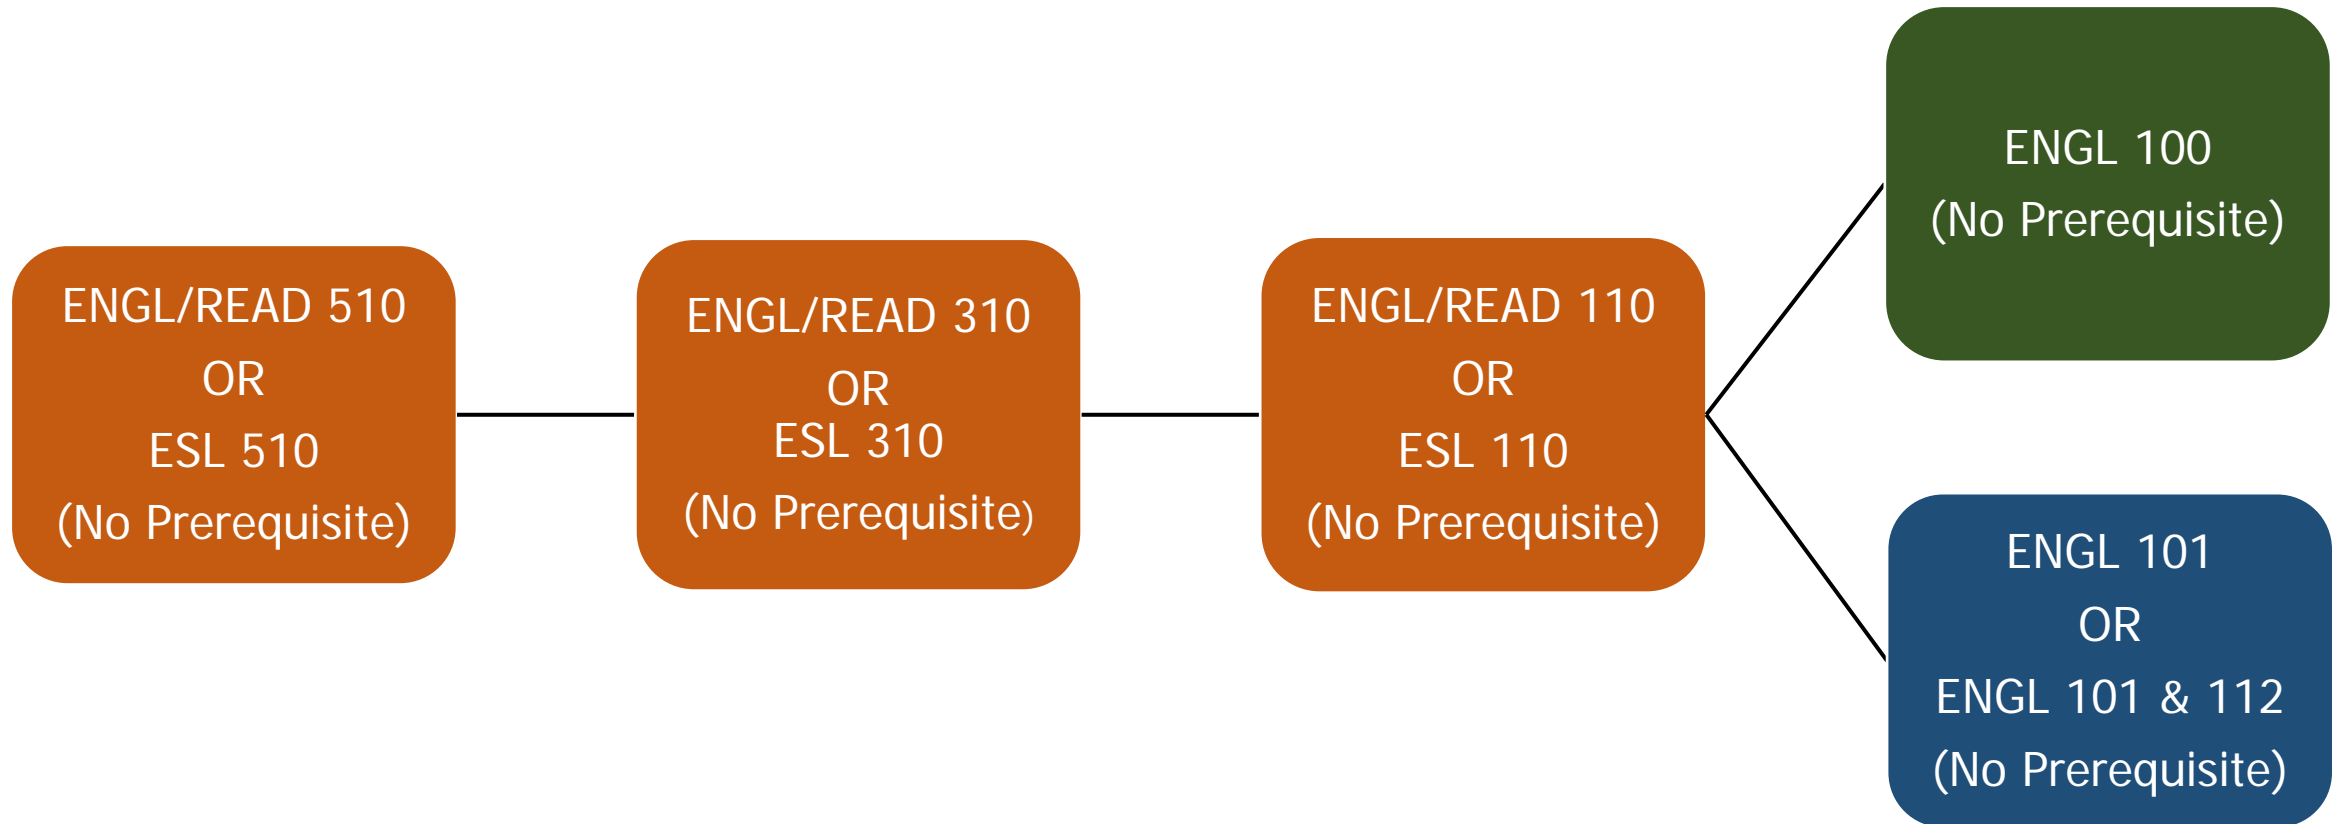 ENGL/READ 510
OR
ESL 510
(No Prerequisite)
ENGL/READ 310
OR
ESL 310
(No Prerequisite)
ENGL/READ 110
OR
ESL 110
(No Prerequisite)
ENGL 100
(No Prerequisite)
ENGL 101
OR
ENGL 101 & 112
(No Prerequisite)